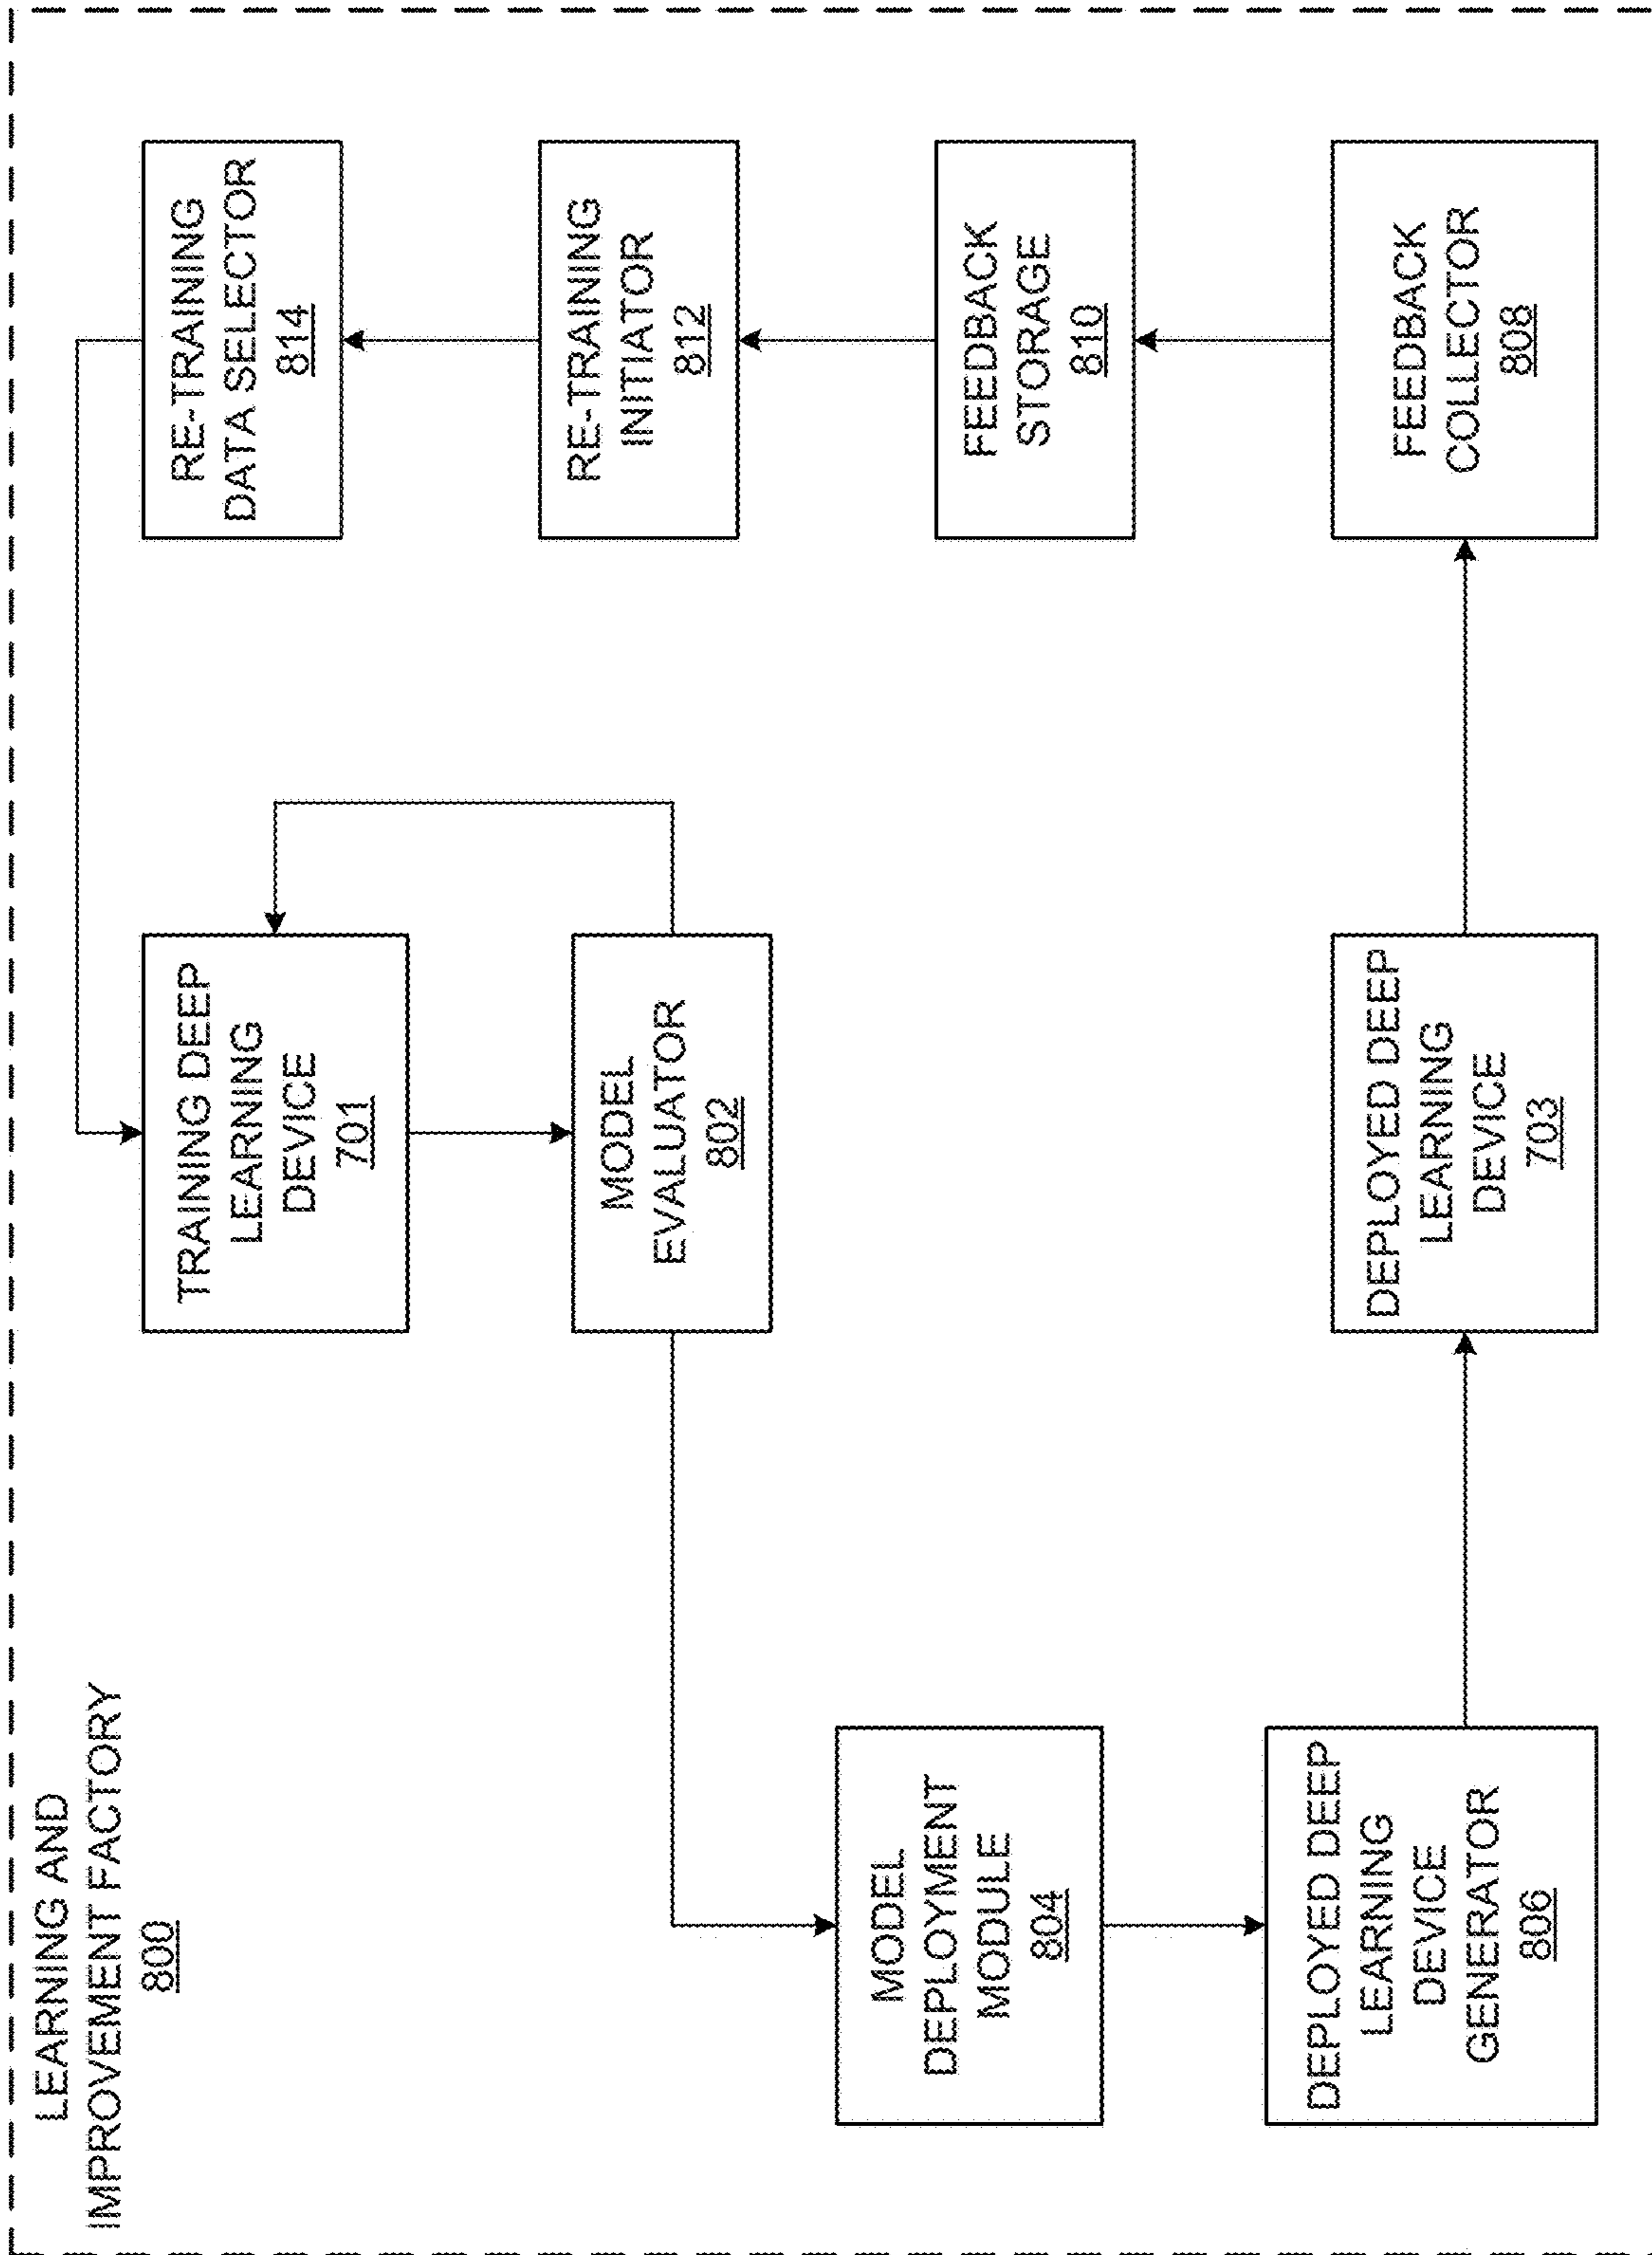 LEARNING AND
IMPROVEMENT FACTORY
800
TRAINING DEEP
LEARNING
DEVICE
701
RE-TRAINING
DATA SELECTOR
814
MODEL
EVALUATOR
802
RE-TRAINING
INITIATOR
812
MODEL
DEPLOYMENT
MODULE
804
FEEDBACK
STORAGE
810
DEPLOYED DEEP
LEARNING
DEVICE
GENERATOR
806
DEPLOYED DEEP
LEARNING
DEVICE
703
FEEDBACK
COLLECTOR
808